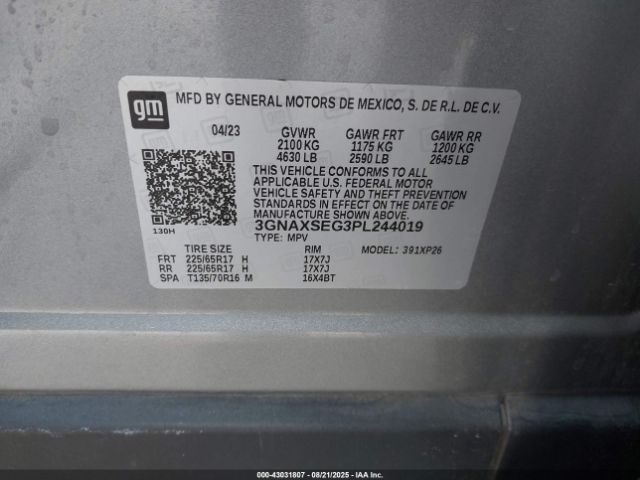 gm
MFD BY GENERAL MOTORS DE MEXICO, S. DE R.L. DE C.V.
04/23 GVWR GAWR FRT GAWR RR
2100 KG 1175 KG 1200 KG
4630 LB 2590 LB 2645 LB
THIS VEHICLE CONFORMS TO ALL
APPLICABLE U.S. FEDERAL MOTOR
VEHICLE SAFETY AND THEFT PREVENTION
STANDARDS IN EFFECT ON THE DATE OF
MANUFACTURE SHOWN ABOVE.
3GNAXSEG3PL244019
130H TYPE: MPV
TIRE SIZE RIM MODEL: 391XP26
FRT 225/65R17 H 17X7J
RR 225/65R17 H 17X7J
SPA T135/70R16 M 16X4BT
000-43031807 - 08/21/2025 - COPYRIGHT IAA, LLC.